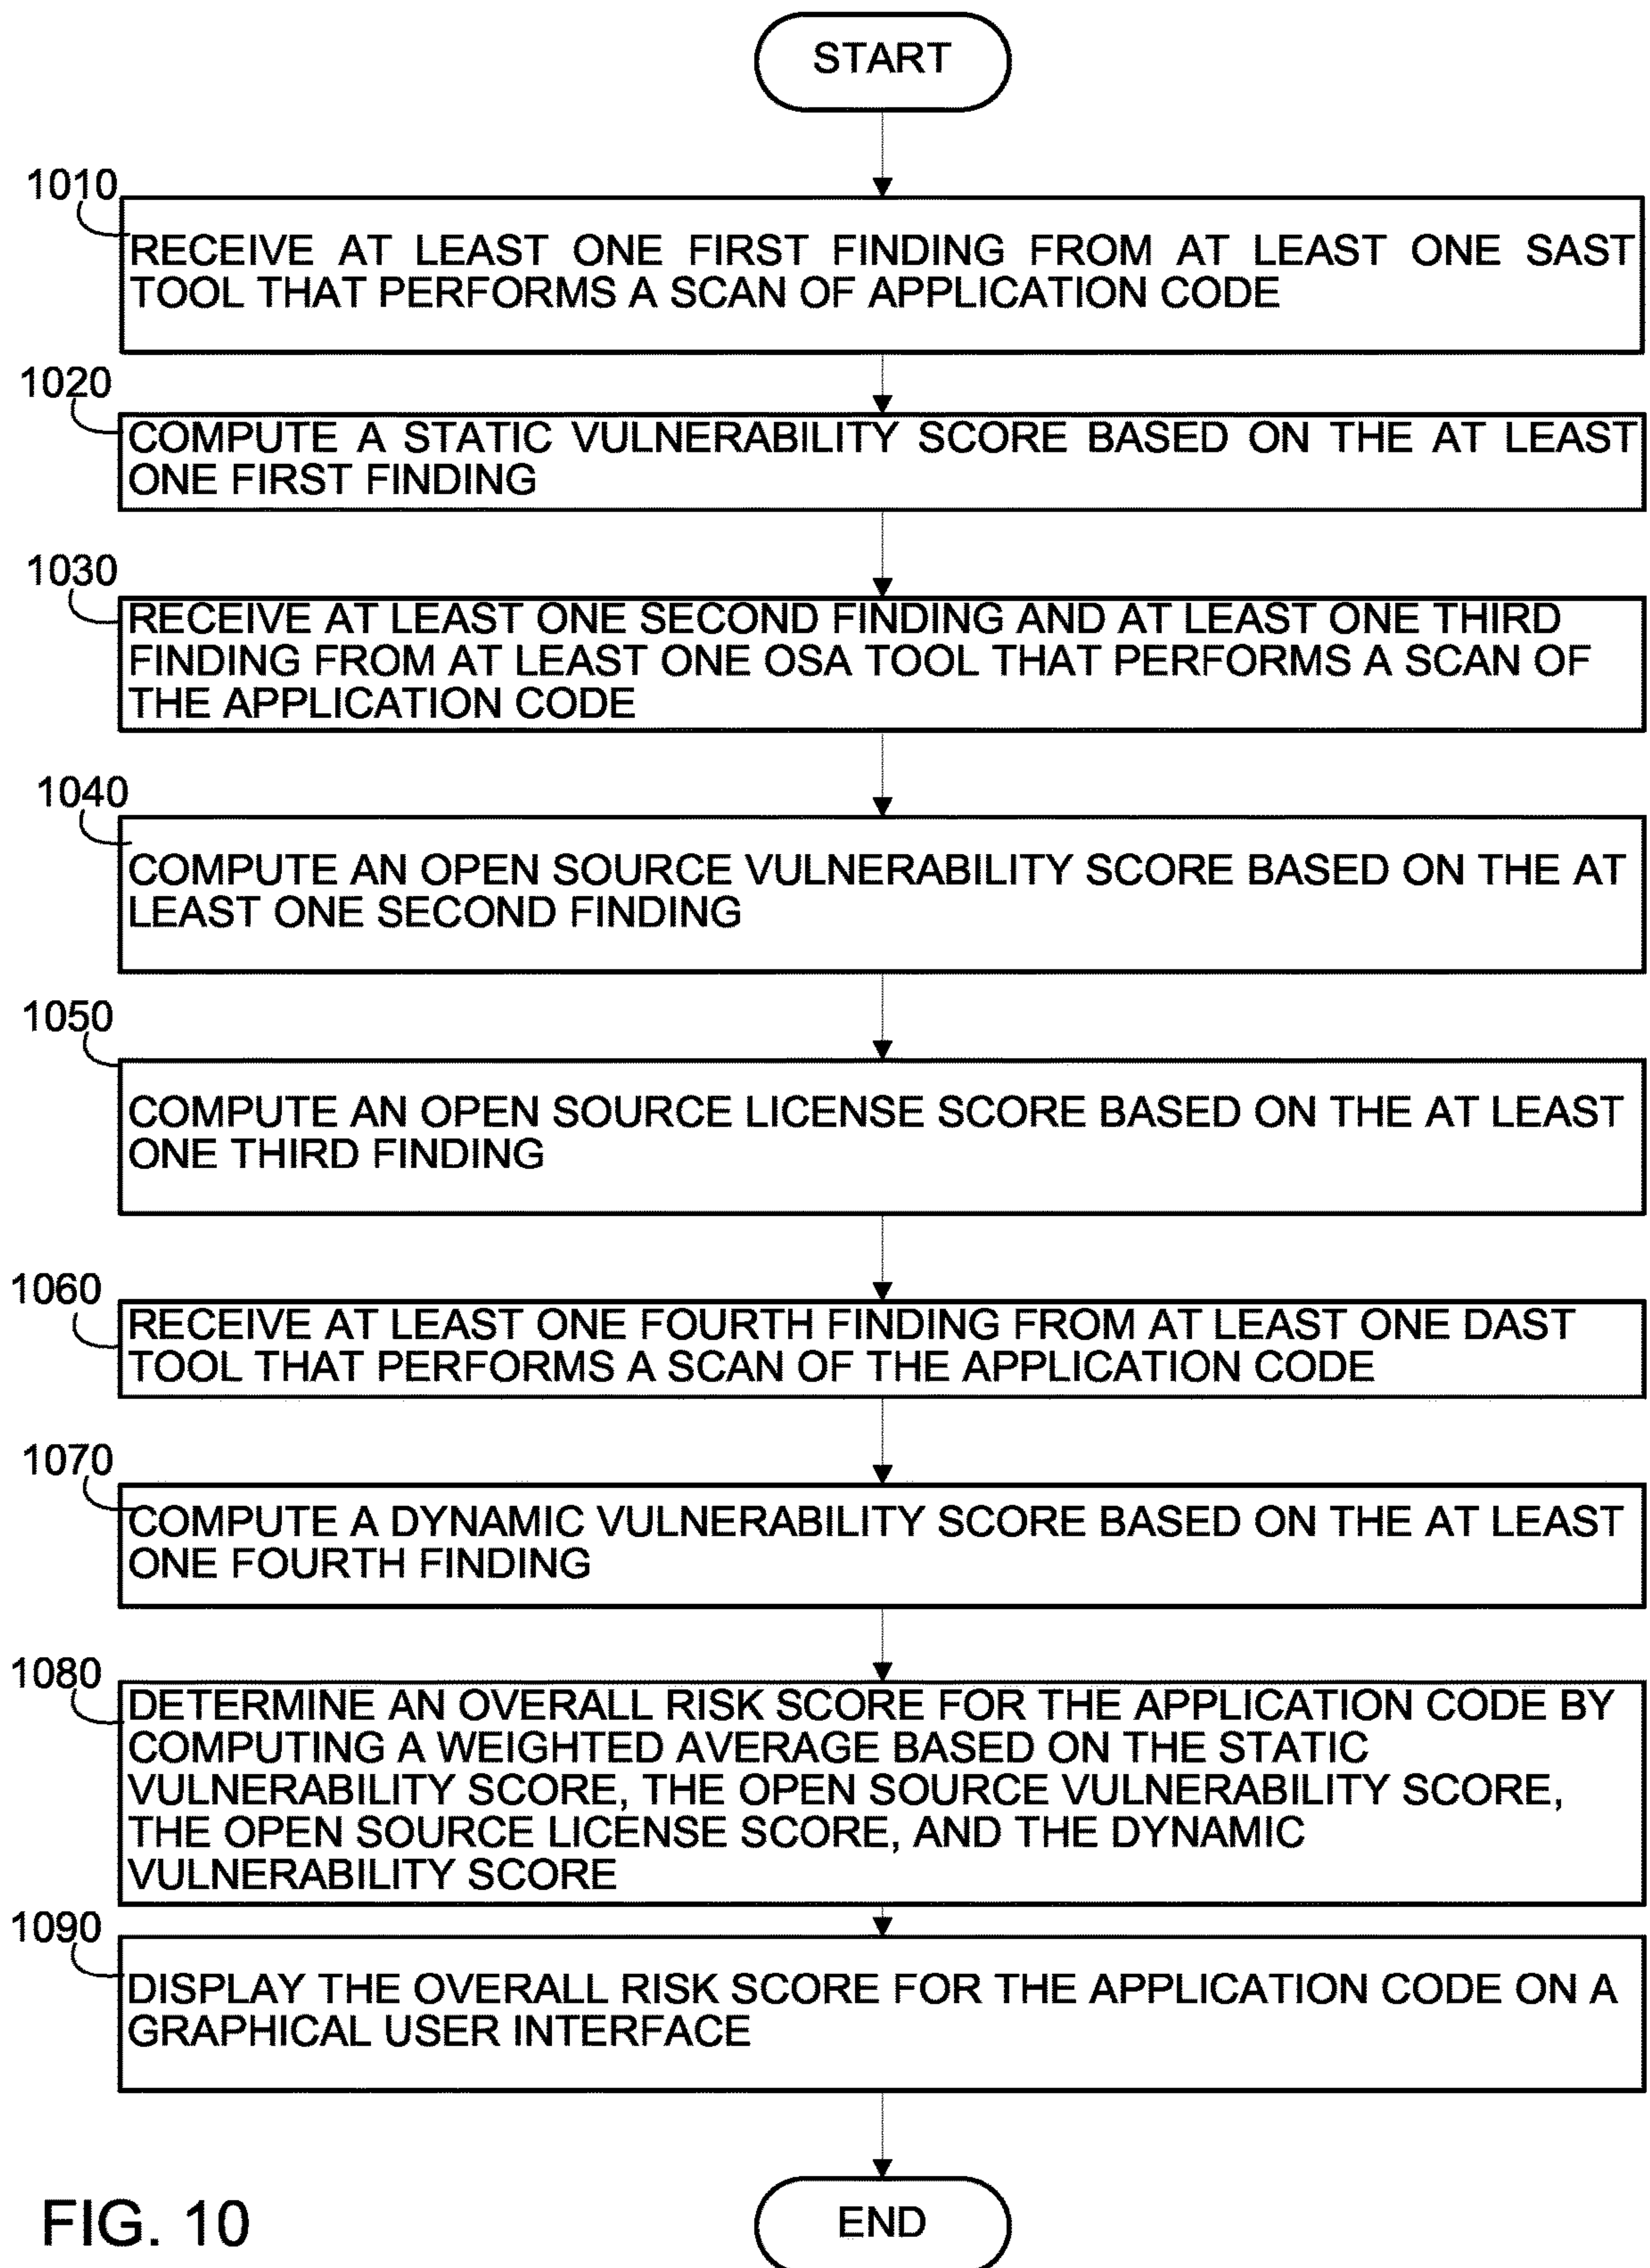 START
1010
RECEIVE AT LEAST ONE FIRST FINDING FROM AT LEAST ONE SAST
TOOL THAT PERFORMS A SCAN OF APPLICATION CODE
1020
COMPUTE A STATIC VULNERABILITY SCORE BASED ON THE AT LEAST
ONE FIRST FINDING
1030
RECEIVE AT LEAST ONE SECOND FINDING AND AT LEAST ONE THIRD
FINDING FROM AT LEAST ONE OSA TOOL THAT PERFORMS A SCAN OF
THE APPLICATION CODE
1040
COMPUTE AN OPEN SOURCE VULNERABILITY SCORE BASED ON THE AT
LEAST ONE SECOND FINDING
1050
COMPUTE AN OPEN SOURCE LICENSE SCORE BASED ON THE AT LEAST
ONE THIRD FINDING
1060
RECEIVE AT LEAST ONE FOURTH FINDING FROM AT LEAST ONE DAST
TOOL THAT PERFORMS A SCAN OF THE APPLICATION CODE
1070
COMPUTE A DYNAMIC VULNERABILITY SCORE BASED ON THE AT LEAST
ONE FOURTH FINDING
1080
DETERMINE AN OVERALL RISK SCORE FOR THE APPLICATION CODE BY
COMPUTING A WEIGHTED AVERAGE BASED ON THE STATIC
VULNERABILITY SCORE, THE OPEN SOURCE VULNERABILITY SCORE,
THE OPEN SOURCE LICENSE SCORE, AND THE DYNAMIC
VULNERABILITY SCORE
1090
DISPLAY THE OVERALL RISK SCORE FOR THE APPLICATION CODE ON A
GRAPHICAL USER INTERFACE
END
FIG. 10